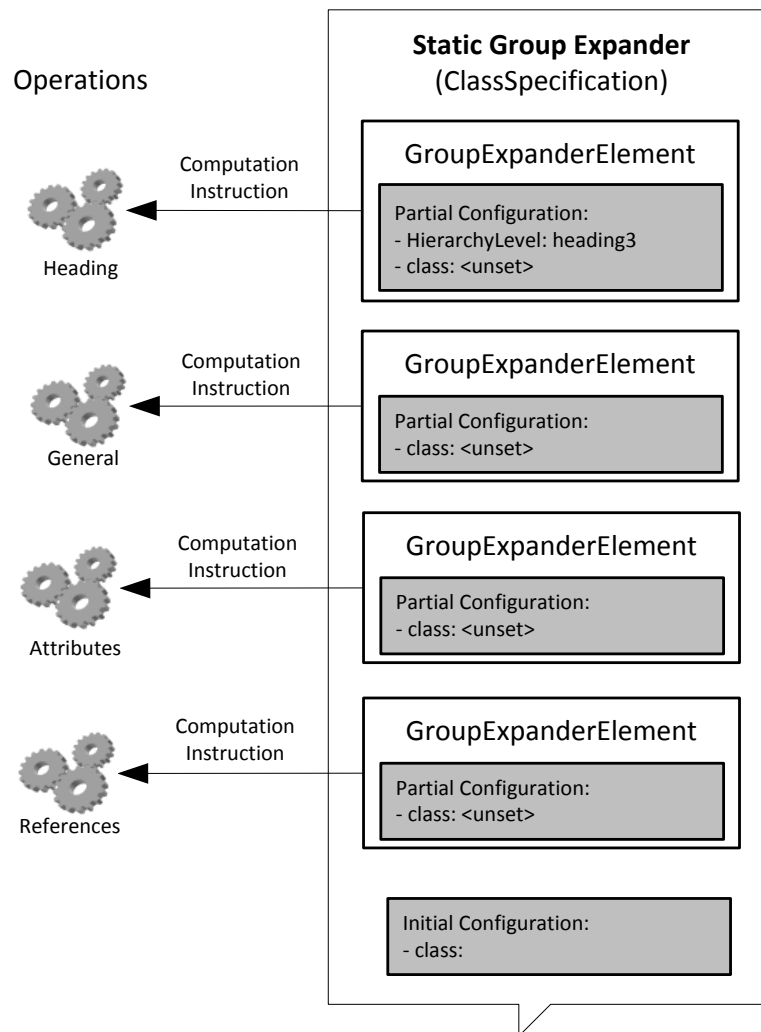 Static Group Expander
(ClassSpecification)
Operations
GroupExpanderElement
Computation
Instruction
Partial Configuration:
- HierarchyLevel: heading3
- class: <unset>
Heading
GroupExpanderElement
Computation
Instruction
Partial Configuration:
- class: <unset>
General
GroupExpanderElement
Computation
Instruction
Partial Configuration:
- class: <unset>
Attributes
GroupExpanderElement
Computation
Instruction
Partial Configuration:
- class: <unset>
References
Initial Configuration:
- class: